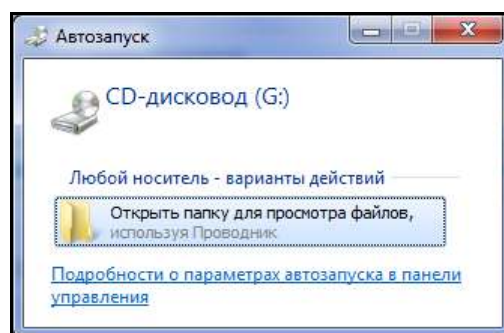 Автозапуск
CD-дисковод (G:)
Любой носитель - варианты действий
Открыть папку для просмотра файлов,
используя Проводник
Подробности о параметрах автозапуска в панели
управления